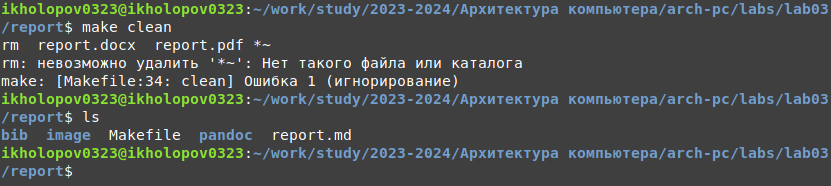 ikholopov0323@ikholopov0323:~/work/study/2023-2024/Архитектура компьютера/arch-pc/labs/lab03
/report$ make clean
rm  report.docx  report.pdf *~
rm: невозможно удалить '*~': Нет такого файла или каталога
make: [Makefile:34: clean] Ошибка 1 (игнорирование)
ikholopov0323@ikholopov0323:~/work/study/2023-2024/Архитектура компьютера/arch-pc/labs/lab03
/report$ ls
bib  image  Makefile  pandoc  report.md
ikholopov0323@ikholopov0323:~/work/study/2023-2024/Архитектура компьютера/arch-pc/labs/lab03
/report$